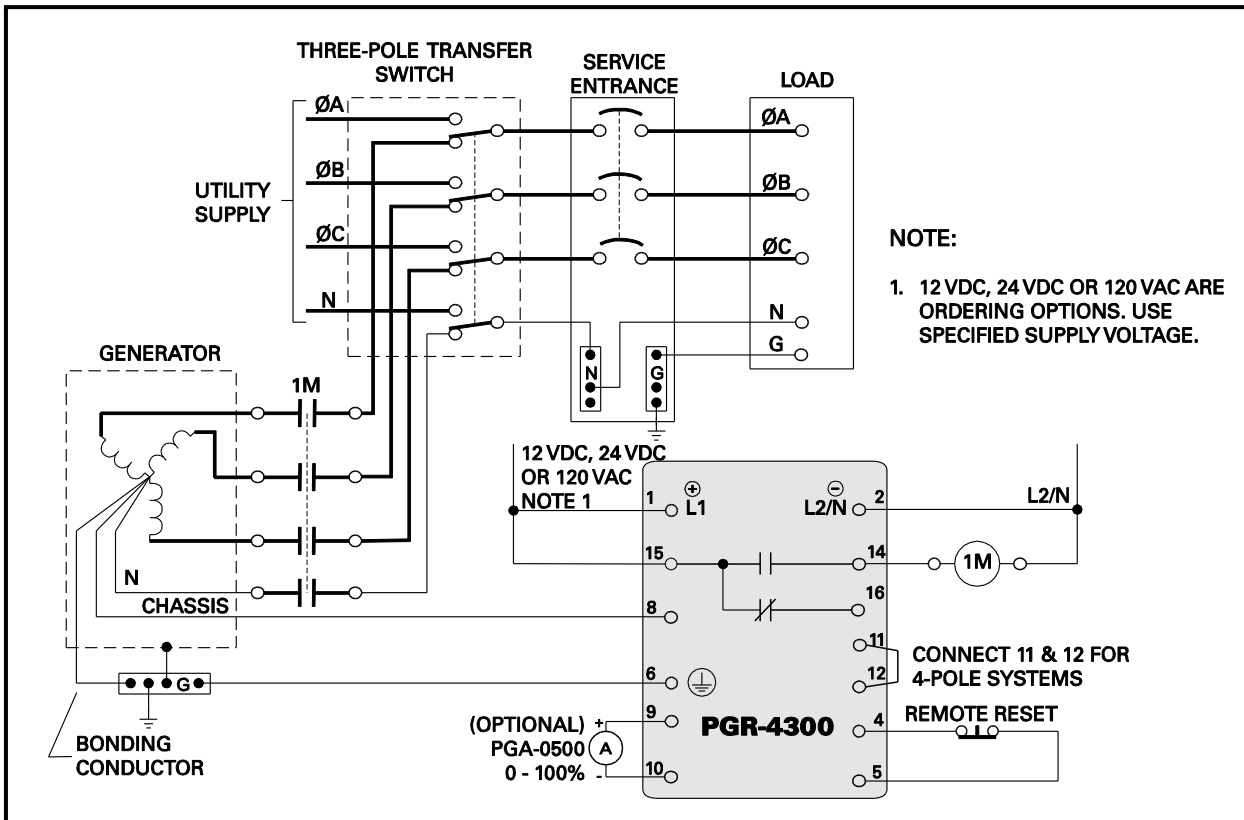 THREE-POLE TRANSFER
SWITCH
SERVICE
ENTRANCE
LOAD
ØA
ØA
ØB
ØB
UTILITY
SUPPLY
ØC
ØC
N
N
G
NOTE:
1. 12 VDC, 24 VDC OR 120 VAC ARE
ORDERING OPTIONS. USE
SPECIFIED SUPPLY VOLTAGE.
GENERATOR
1M
N
G
12 VDC, 24 VDC
OR 120 VAC
NOTE 1
1
L1
L2/N
2
L2/N
15
14
1M
N
CHASSIS
8
16
11
12
CONNECT 11 & 12 FOR
4-POLE SYSTEMS
G
6
BONDING
CONDUCTOR
(OPTIONAL)
PGA-0500
0 - 100%
+
A
-
9
10
PGR-4300
4
5
REMOTE RESET